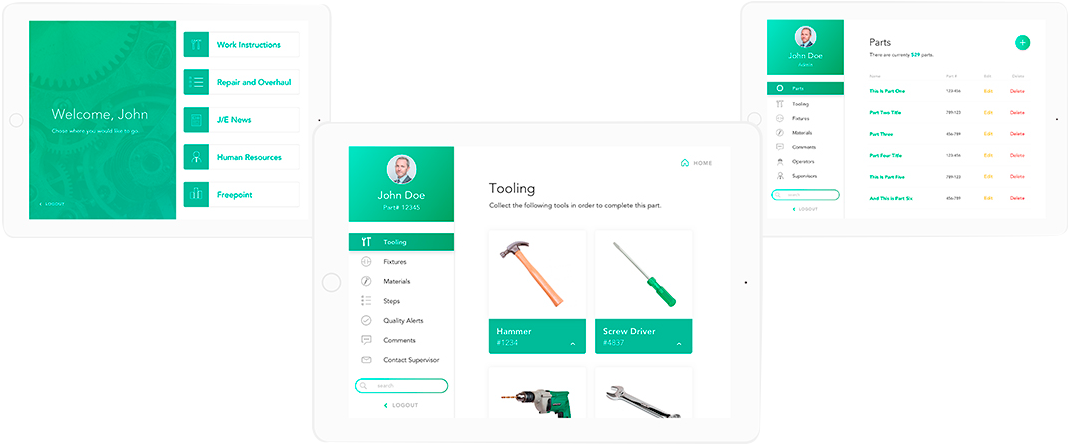 Welcome, John
Chose where you would like to go.
LOGOUT
Work Instructions
Repair and Overhaul
J/E News
Human Resources
Freepoint
John Doe
Part# 12345
Tooling
Fixtures
Materials
Steps
Quality Alerts
Comments
Contact Supervisor
search
LOGOUT
HOME
Tooling
Collect the following tools in order to complete this part.
Hammer
#1234
Screw Driver
#4837
John Doe
Parts
Tooling
Fixtures
Materials
Comments
Operators
Supervisors
search
LOGOUT
Parts
There are currently 529 parts.
Name Part # Edit Delete
This Is Part One 123-456 Edit Delete
Part Two Title 789-123 Edit Delete
Part Three 456-789 Edit Delete
Part Four Title 123-456 Edit Delete
This Is Part Five 789-123 Edit Delete
And This is Part Six 456-789 Edit Delete